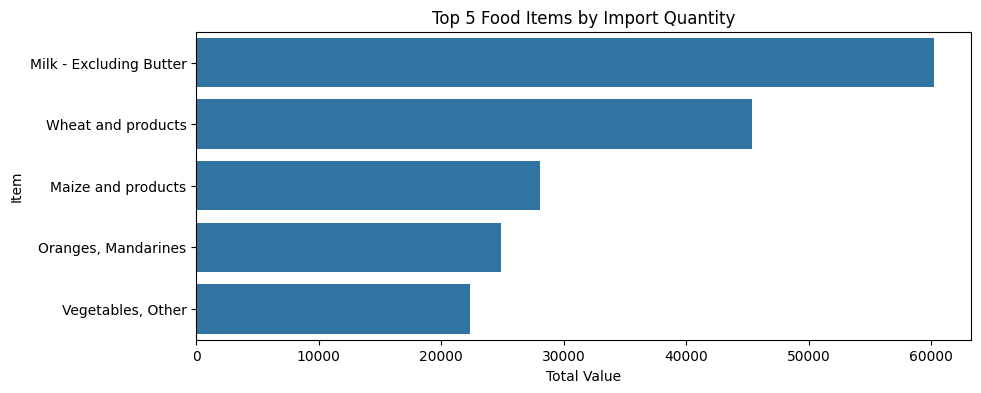 Top 5 Food Items by Import Quantity
Item
Milk - Excluding Butter
Wheat and products
Maize and products
Oranges, Mandarines
Vegetables, Other
0 10000 20000 30000 40000 50000 60000
Total Value